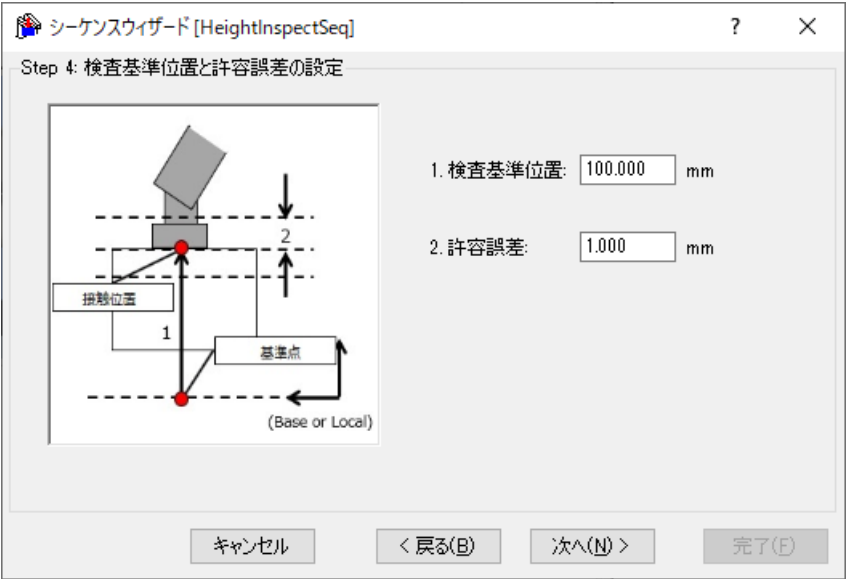 シーケンスウィザード [HeightInspectSeq]
?
Step 4: 検査基準位置と許容誤差の設定
1. 検査基準位置: 100.000 mm
2
2. 許容誤差: 1.000 mm
接触位置
1
基準点
(Base or Local)
キャンセル
< 戻る(B)
次へ(N) >
完了(F)